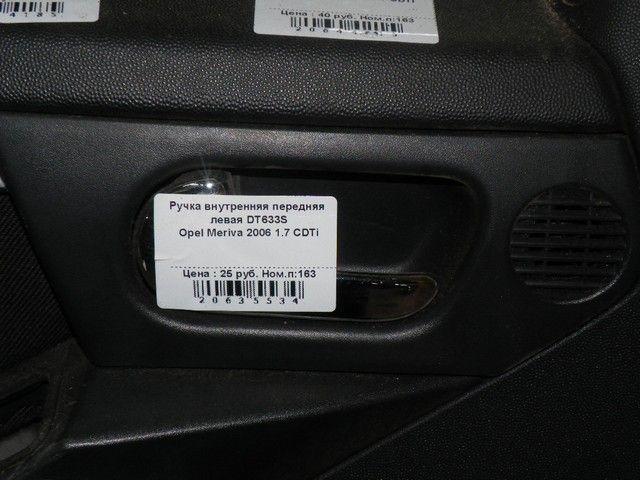 4185
Цена : 40 руб. Ном.п:163
Ручка внутренняя передняя
левая DT633S
Opel Meriva 2006 1.7 CDTi
Цена : 25 руб. Ном.п:163
20635534